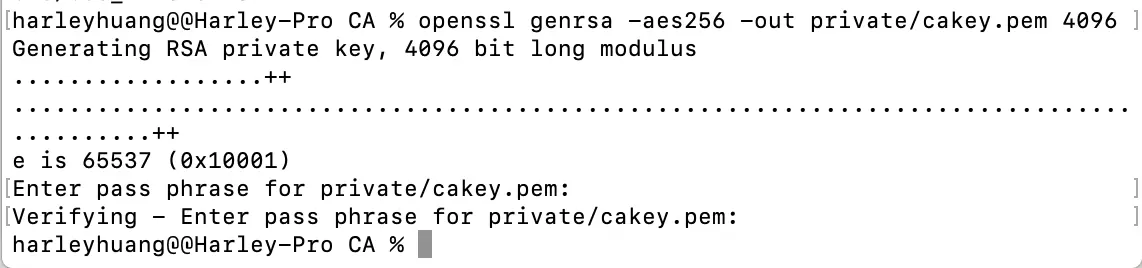 [harleyhuang@@Harley-Pro CA % openssl genrsa -aes256 -out private/cakey.pem 4096 ]
Generating RSA private key, 4096 bit long modulus
..................++
................................................................................
..........++
e is 65537 (0x10001)
[Enter pass phrase for private/cakey.pem: ]
[Verifying - Enter pass phrase for private/cakey.pem: ]
harleyhuang@@Harley-Pro CA %